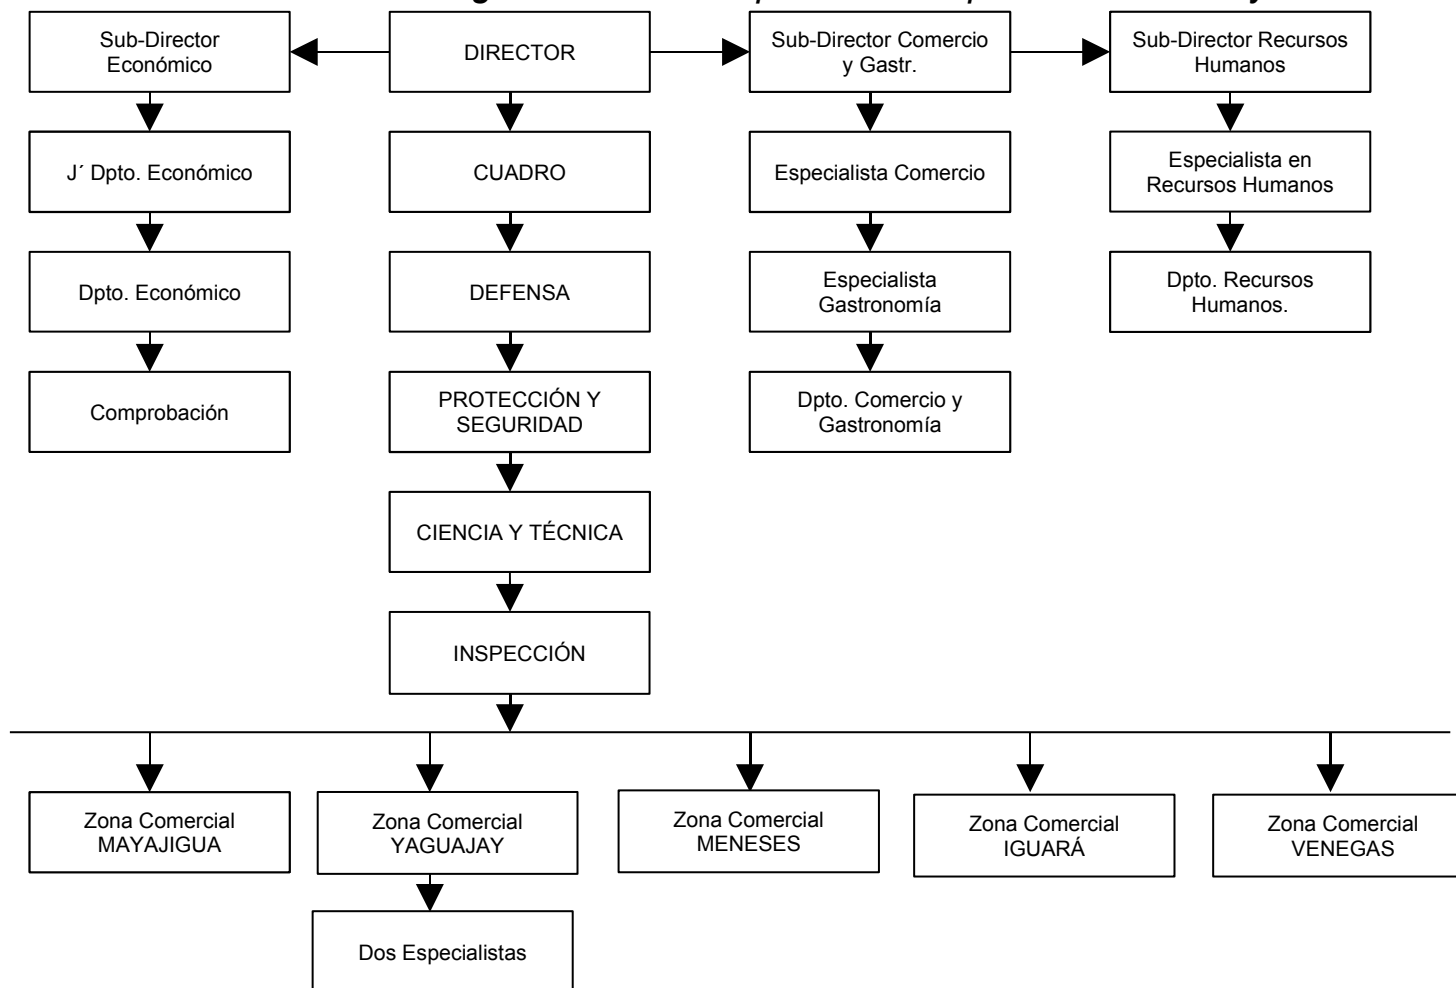 Sub-Director
Económico
DIRECTOR
Sub-Director Comercio
y Gastr.
Sub-Director Recursos
Humanos
J´ Dpto. Económico
CUADRO
Especialista Comercio
Especialista en
Recursos Humanos
Dpto. Económico
DEFENSA
Especialista
Gastronomía
Dpto. Recursos
Humanos.
Comprobación
PROTECCIÓN Y
SEGURIDAD
Dpto. Comercio y
Gastronomía
CIENCIA Y TÉCNICA
INSPECCIÓN
Zona Comercial
MAYAJIGUA
Zona Comercial
YAGUAJAY
Zona Comercial
MENESES
Zona Comercial
IGUARÁ
Zona Comercial
VENEGAS
Dos Especialistas